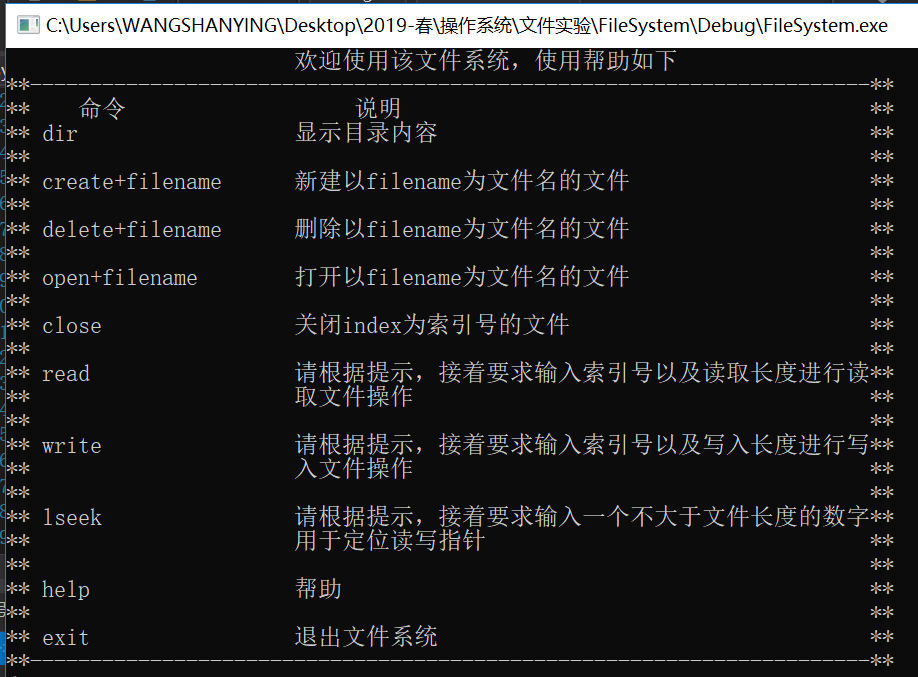 C:\Users\WANGSHANYING\Desktop\2019-春\操作系统\文件实验\FileSystem\Debug\FileSystem.exe
欢迎使用该文件系统，使用帮助如下
**----------------------------------------------------------------------**
** 命令 说明 **
** dir 显示目录内容 **
** **
** create+filename 新建以filename为文件名的文件 **
** **
** delete+filename 删除以filename为文件名的文件 **
** **
** open+filename 打开以filename为文件名的文件 **
** **
** close 关闭index为索引号的文件 **
** **
** read 请根据提示，接着要求输入索引号以及读取长度进行读**
** 取文件操作 **
** **
** write 请根据提示，接着要求输入索引号以及写入长度进行写**
** 入文件操作 **
** **
** lseek 请根据提示，接着要求输入一个不大于文件长度的数字**
** 用于定位读写指针 **
** **
** help 帮助 **
** **
** exit 退出文件系统 **
**----------------------------------------------------------------------**